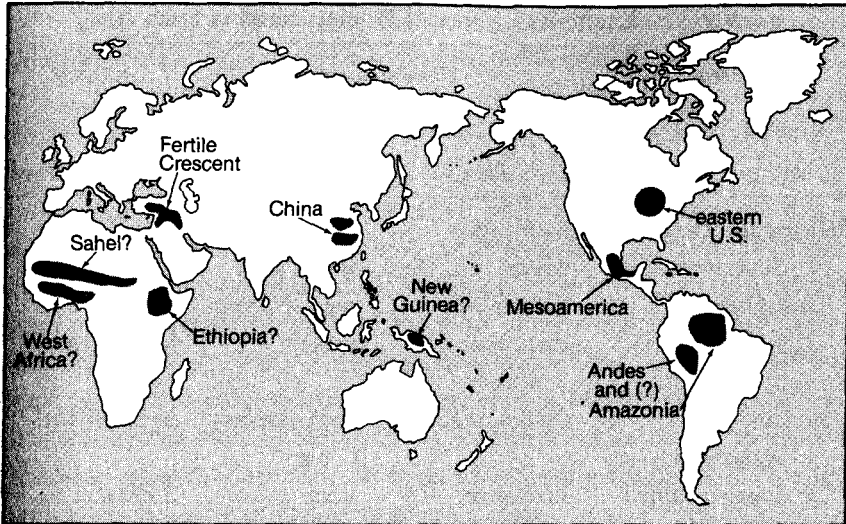 Fertile
Crescent
China
Sahel?
West
Africa?
Ethiopia?
New
Guinea?
eastern
U.S.
Mesoamerica
Andes
and (?)
Amazonia